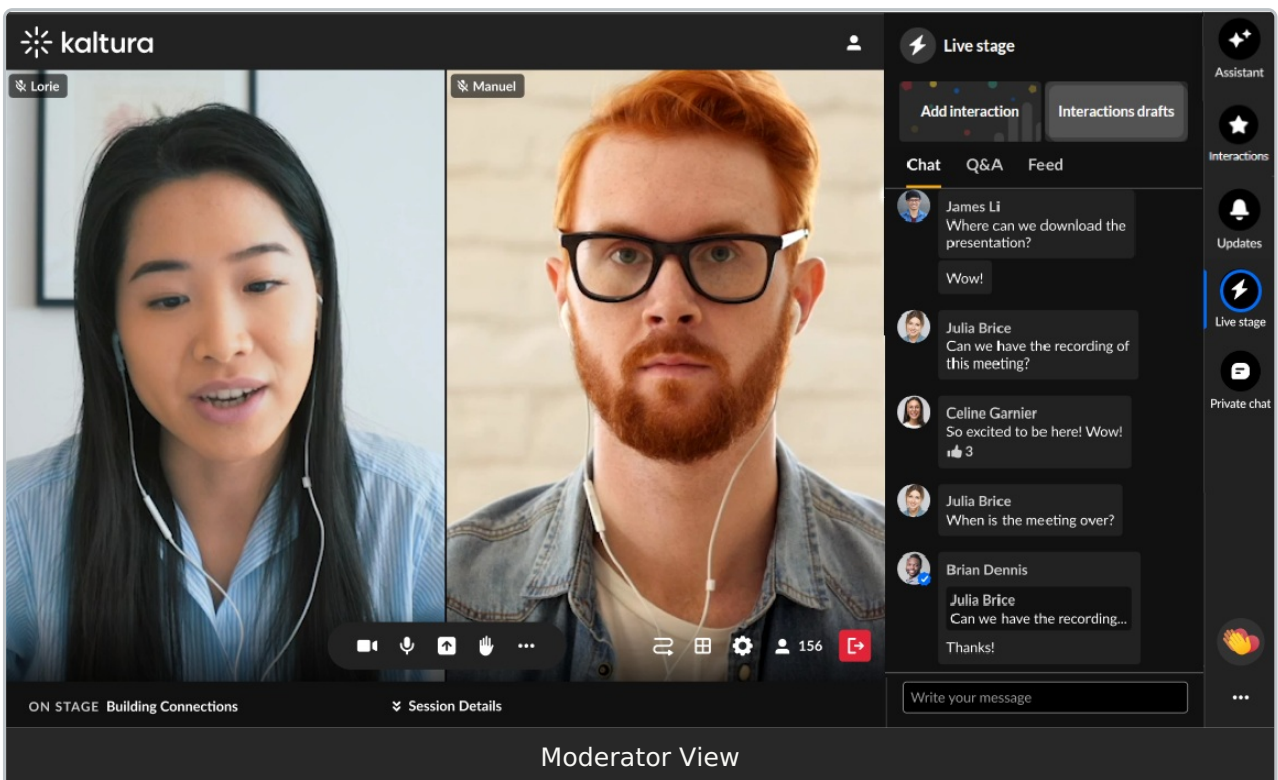 kaltura
Lorie
Manuel
156
ON STAGE Building Connections
Session Details
Live stage
Add interaction
Interactions drafts
Chat
Q&A
Feed
James Li
Where can we download the
presentation?
Wow!
Julia Brice
Can we have the recording of
this meeting?
Celine Garnier
So excited to be here! Wow!
3
Julia Brice
When is the meeting over?
Brian Dennis
Julia Brice
Can we have the recording...
Thanks!
Write your message
Assistant
Interactions
Updates
Live stage
Private chat
Moderator View